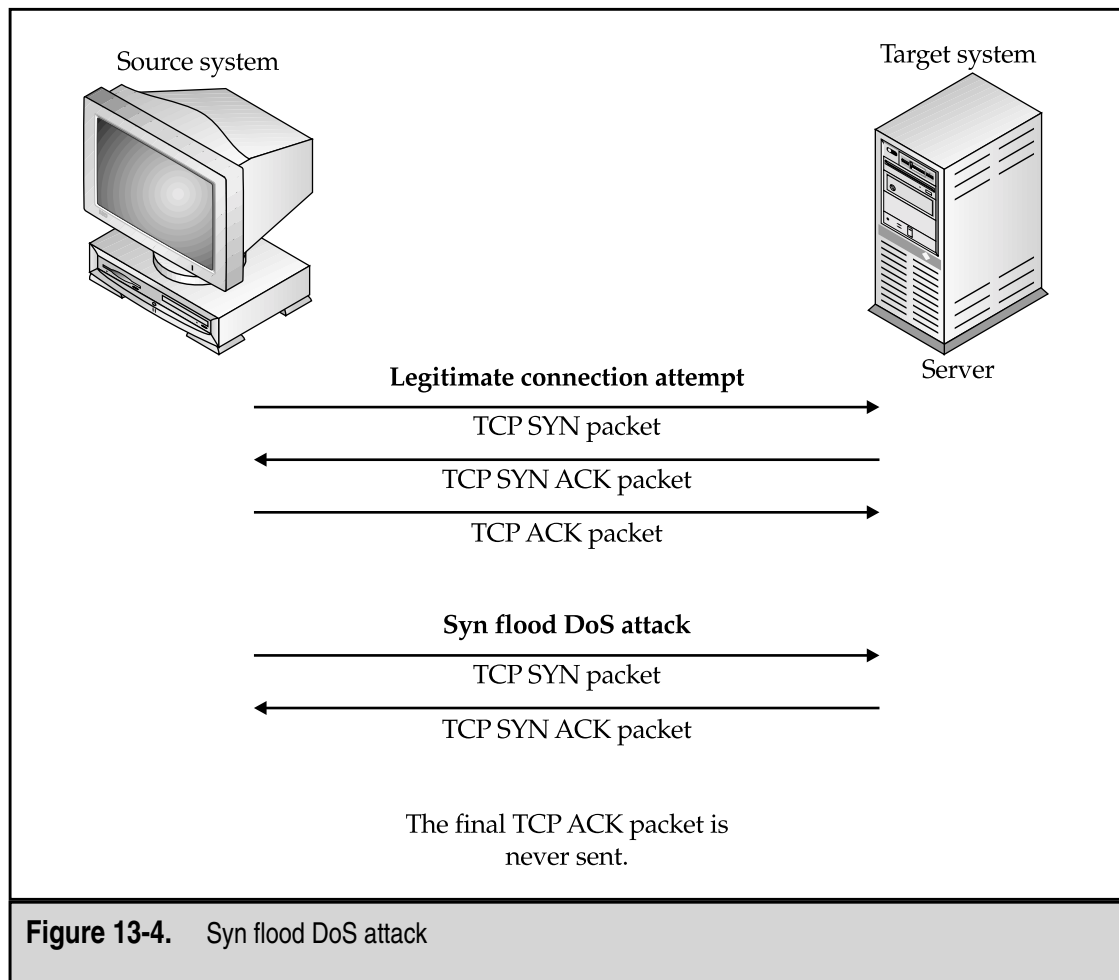 Source system
Target system
Server
Legitimate connection attempt
TCP SYN packet
TCP SYN ACK packet
TCP ACK packet
Syn flood DoS attack
TCP SYN packet
TCP SYN ACK packet
The final TCP ACK packet is
never sent.
Figure 13-4. Syn flood DoS attack